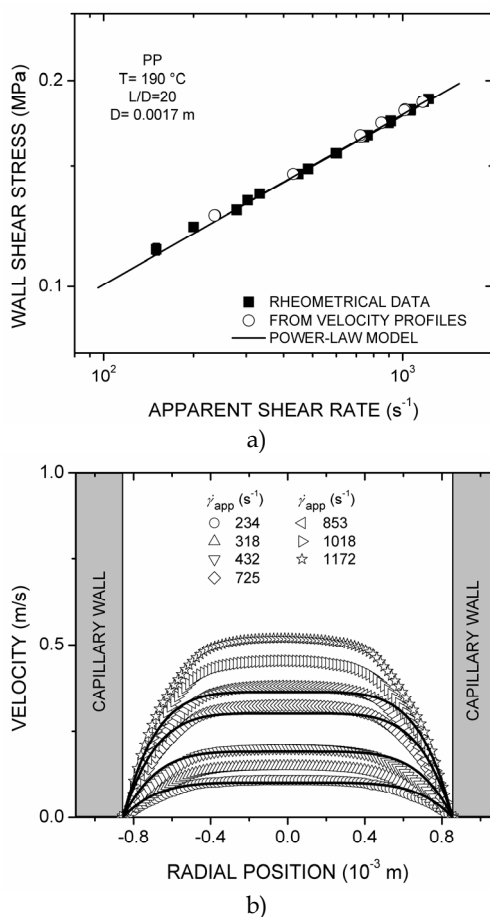 a)
PP
T= 190 °C
L/D=20
D= 0.0017 m
0.2
0.1
WALL SHEAR STRESS (MPa)
RHEOMETRICAL DATA
FROM VELOCITY PROFILES
POWER-LAW MODEL
10² 10³
APPARENT SHEAR RATE (s⁻¹)
a)
1.0
0.5
0.0
VELOCITY (m/s)
CAPILLARY WALL
CAPILLARY WALL
γ̇app (s⁻¹) γ̇app (s⁻¹)
234 853
318 1018
432 1172
725
-0.8 -0.4 0.0 0.4 0.8
RADIAL POSITION (10⁻³ m)
b)